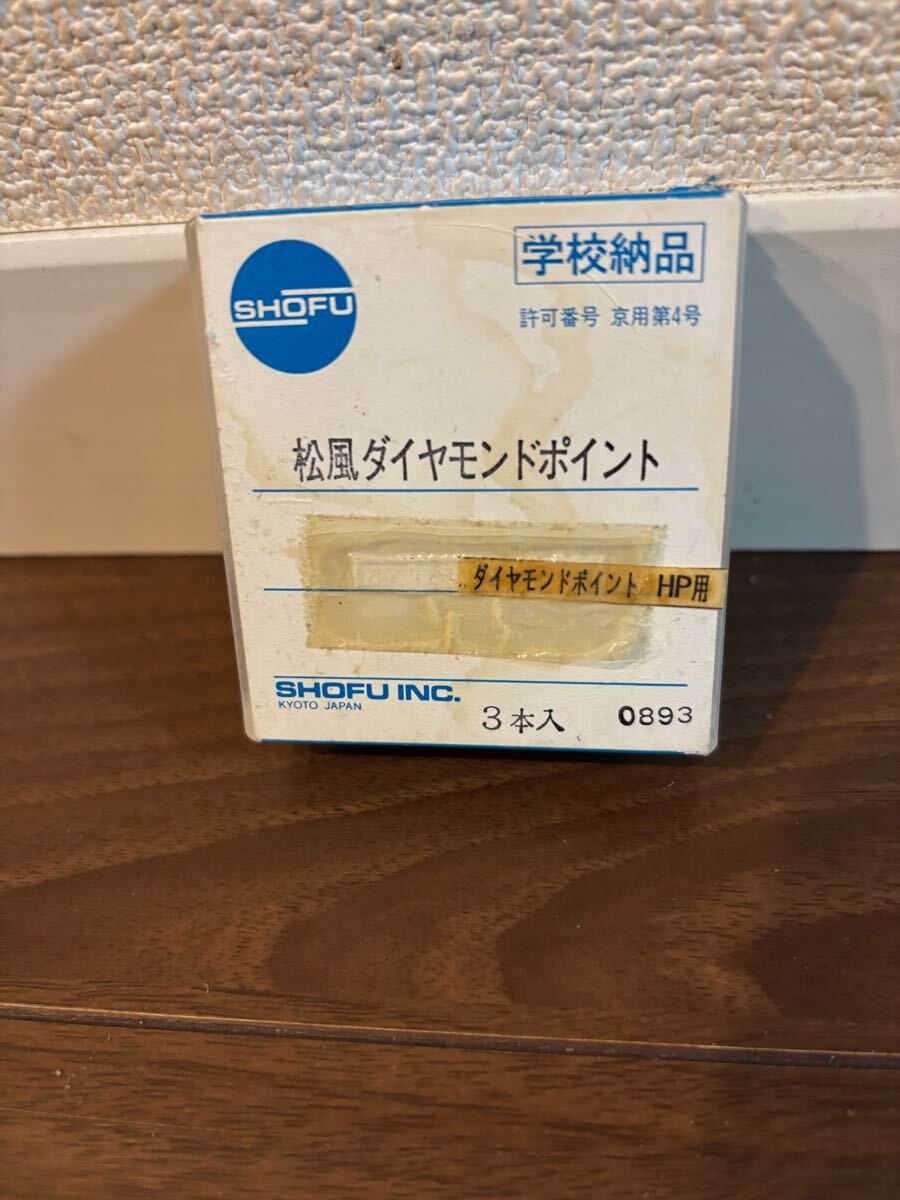 SHOFU
学校納品
許可番号 京用第4号
松風ダイヤモンドポイント
ダイヤモンドポイント HP用
SHOFU INC.
KYOTO JAPAN
3本入
0893